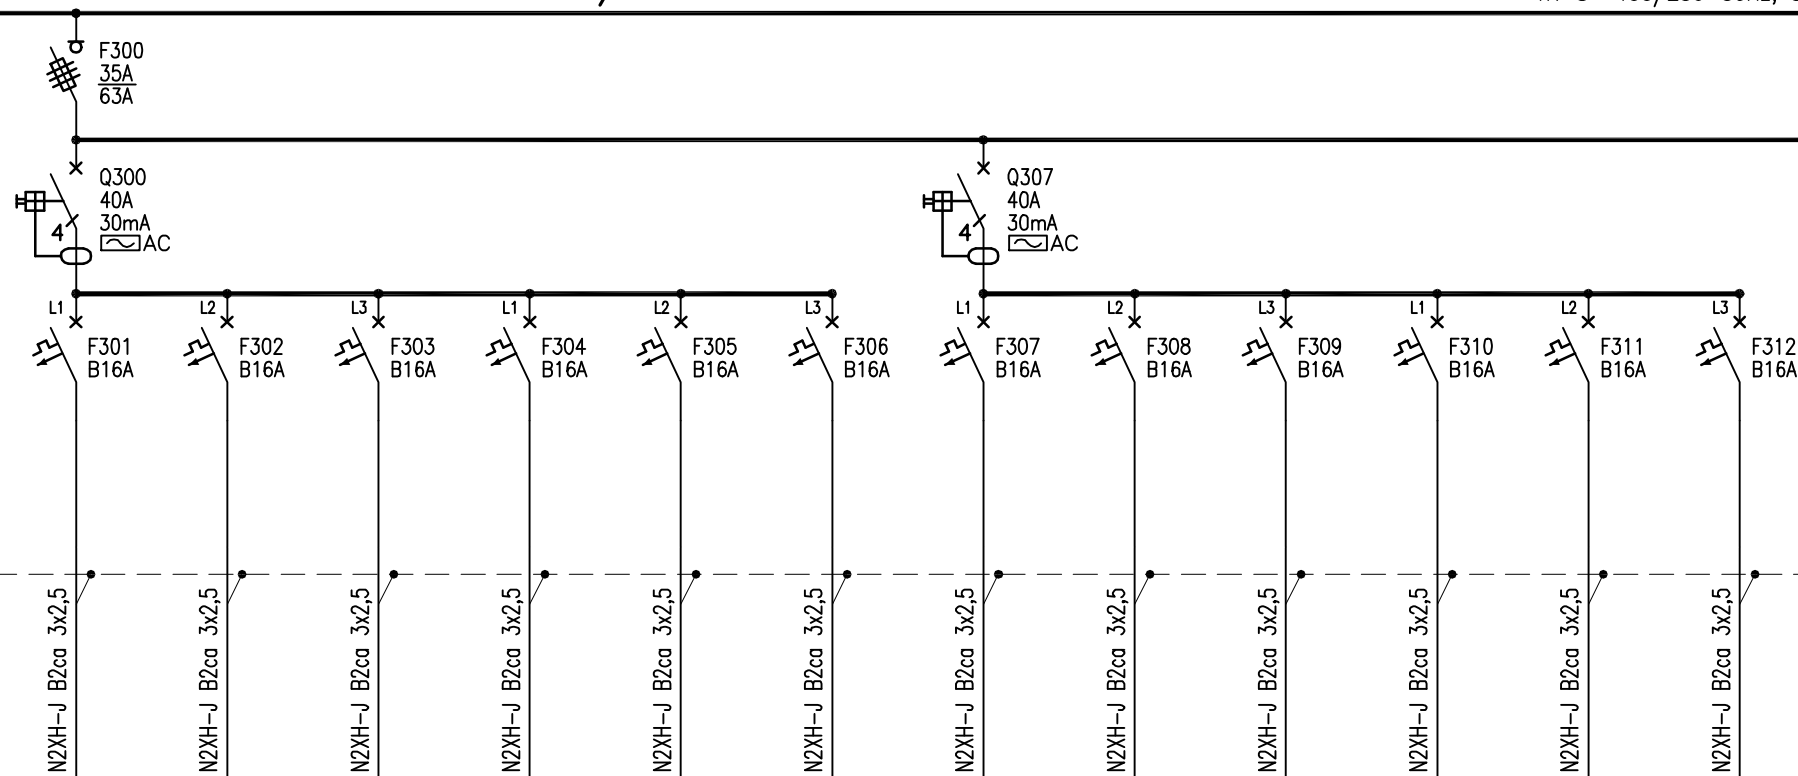 F300
35A
63A
Q300
40A
30mA
AC
4
Q307
40A
30mA
AC
4
L1
L2
L3
L1
L2
L3
L1
L2
L3
L1
L2
L3
F301
B16A
F302
B16A
F303
B16A
F304
B16A
F305
B16A
F306
B16A
F307
B16A
F308
B16A
F309
B16A
F310
B16A
F311
B16A
F312
B16A
N2XH-J B2ca 3x2,5
N2XH-J B2ca 3x2,5
N2XH-J B2ca 3x2,5
N2XH-J B2ca 3x2,5
N2XH-J B2ca 3x2,5
N2XH-J B2ca 3x2,5
N2XH-J B2ca 3x2,5
N2XH-J B2ca 3x2,5
N2XH-J B2ca 3x2,5
N2XH-J B2ca 3x2,5
N2XH-J B2ca 3x2,5
N2XH-J B2ca 3x2,5